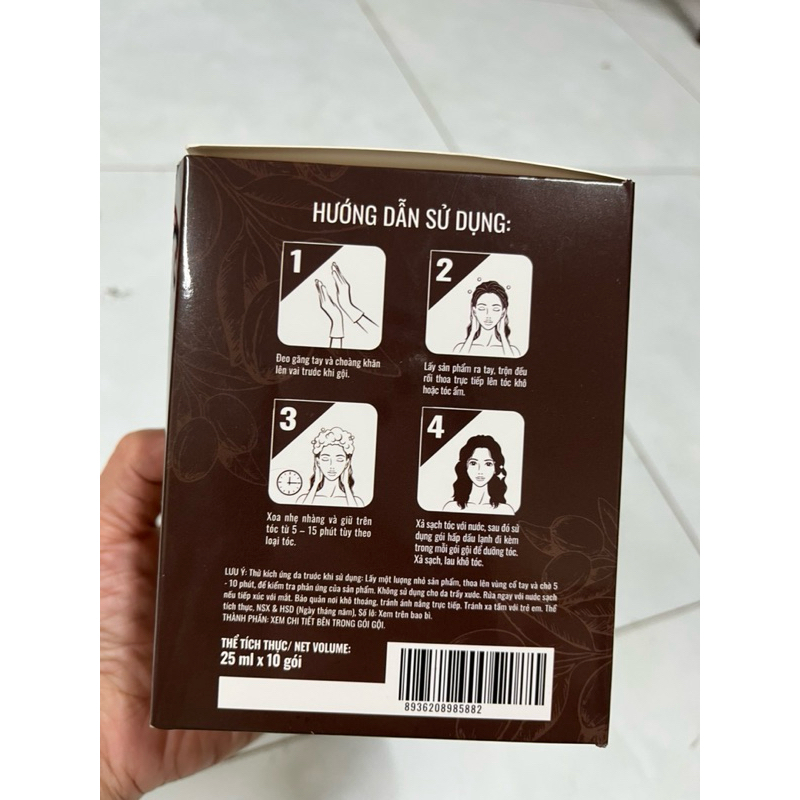 HƯỚNG DẪN SỬ DỤNG:
1
Đeo găng tay và choàng khăn
lên vai trước khi gội.
2
Lấy sản phẩm ra tay, trộn đều
rồi thoa trực tiếp lên tóc khô
hoặc tóc ẩm.
3
Xoa nhẹ nhàng và giữ trên
tóc từ 5 – 15 phút tùy theo
loại tóc.
4
Xả sạch tóc với nước, sau đó sử
dụng gói hấp dầu lạnh đi kèm
trong mỗi gói gội để dưỡng tóc.
Xả sạch, lau khô tóc.
LƯU Ý: Thử kích ứng da trước khi sử dụng: Lấy một lượng nhỏ sản phẩm, thoa lên vùng cổ tay và chờ 5
- 10 phút, để kiểm tra phản ứng của sản phẩm. Không sử dụng cho da trầy xước. Rửa ngay với nước sạch
nếu tiếp xúc với mắt. Bảo quản nơi khô thoáng, tránh ánh nắng trực tiếp. Tránh xa tầm với trẻ em. Thể
tích thực, NSX & HSD (Ngày tháng năm), Số lô: Xem trên bao bì.
THÀNH PHẦN: XEM CHI TIẾT BÊN TRONG GÓI GỘI.
THỂ TÍCH THỰC/ NET VOLUME:
25 ml x 10 gói
8936208985882